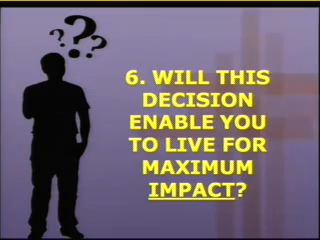 6. WILL THIS
DECISION
ENABLE YOU
TO LIVE FOR
MAXIMUM
IMPACT?